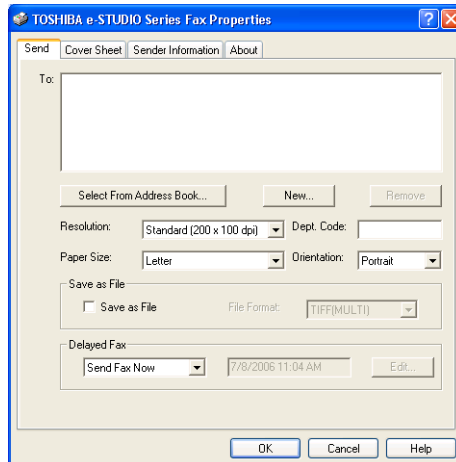 TOSHIBA e-STUDIO Series Fax Properties
Send Cover Sheet Sender Information About
To:
Select From Address Book... New... Remove
Resolution: Standard (200 x 100 dpi) Dept. Code:
Paper Size: Letter Orientation: Portrait
Save as File
Save as File File Format: TIFF(MULTI)
Delayed Fax
Send Fax Now 7/8/2006 11:04 AM Edit...
OK Cancel Help